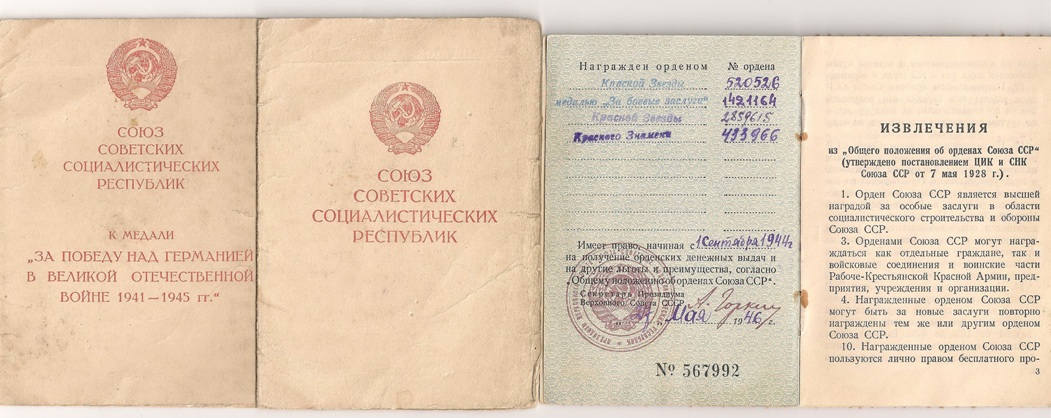 СОЮЗ
СОВЕТСКИХ
СОЦИАЛИСТИЧЕСКИХ
РЕСПУБЛИК
К МЕДАЛИ
„ЗА ПОБЕДУ НАД ГЕРМАНИЕЙ
В ВЕЛИКОЙ ОТЕЧЕСТВЕННОЙ
ВОЙНЕ 1941—1945 гг.“
СОЮЗ
СОВЕТСКИХ
СОЦИАЛИСТИЧЕСКИХ
РЕСПУБЛИК
Награжден орденом № ордена
Красной Звезды 520526
медалью „За боевые заслуги“ 1421164
Красной Звезды 2859615
Красного Знамени 433966
Имеет право, начиная с 1 Сентября 1944 г
на получение орденских денежных выдач и
на другие льготы и преимущества, согласно
„Общему положению об орденах Союза ССР“.
Секретарь Президиума
Верховного Совета СССР
Мая 1946 г.
№ 567992
ИЗВЛЕЧЕНИЯ
из „Общего положения об орденах Союза ССР“
(утверждено постановлением ЦИК и СНК
Союза ССР от 7 мая 1928 г.).
1. Орден Союза ССР является высшей
наградой за особые заслуги в области
социалистического строительства и обороны
Союза ССР.
3. Орденами Союза ССР могут награж-
даться как отдельные граждане, так и
войсковые соединения и воинские части
Рабоче-Крестьянской Красной Армии, пред-
приятия, учреждения и организации.
4. Награжденные орденом Союза ССР
могут быть за новые заслуги повторно
награждены тем же или другим орденом
Союза ССР.
10. Награжденные орденом Союза ССР
пользуются лично правом бесплатного про-
3